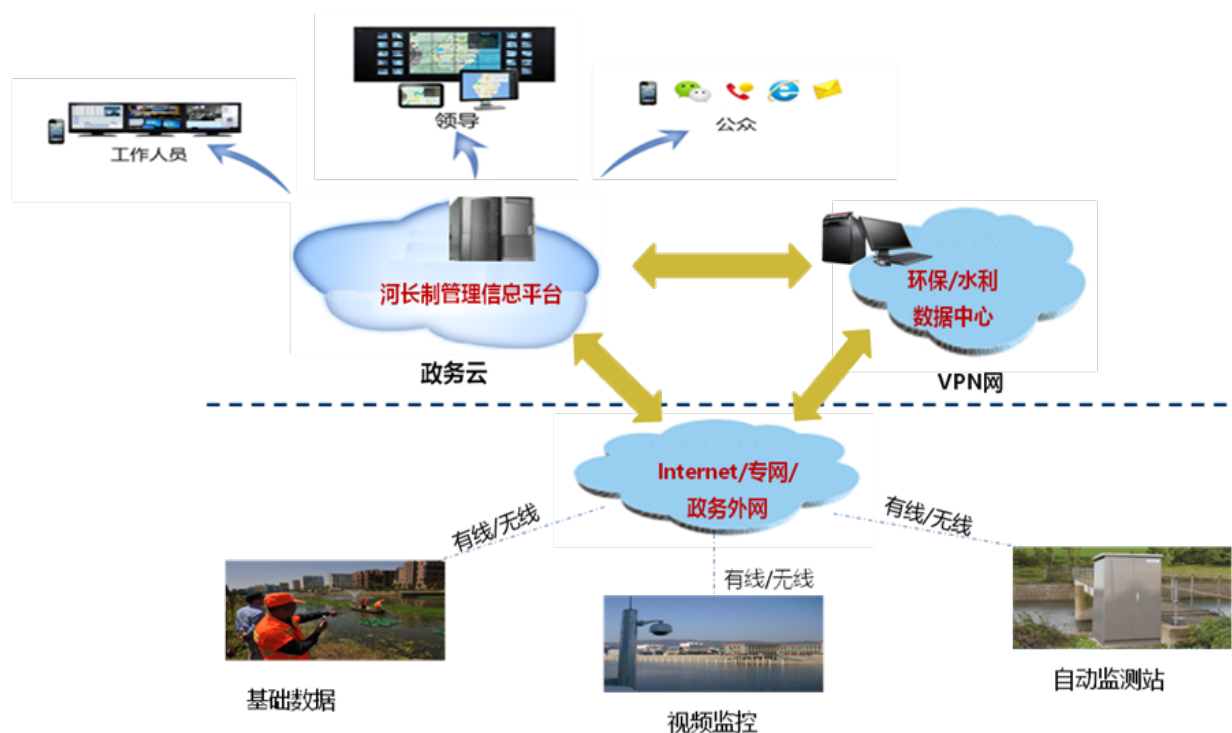 领导
公众
工作人员
河长制管理信息平台
环保/水利
数据中心
政务云
VPN网
Internet/专网/
政务外网
有线/无线
有线/无线
有线/无线
基础数据
视频监控
自动监测站